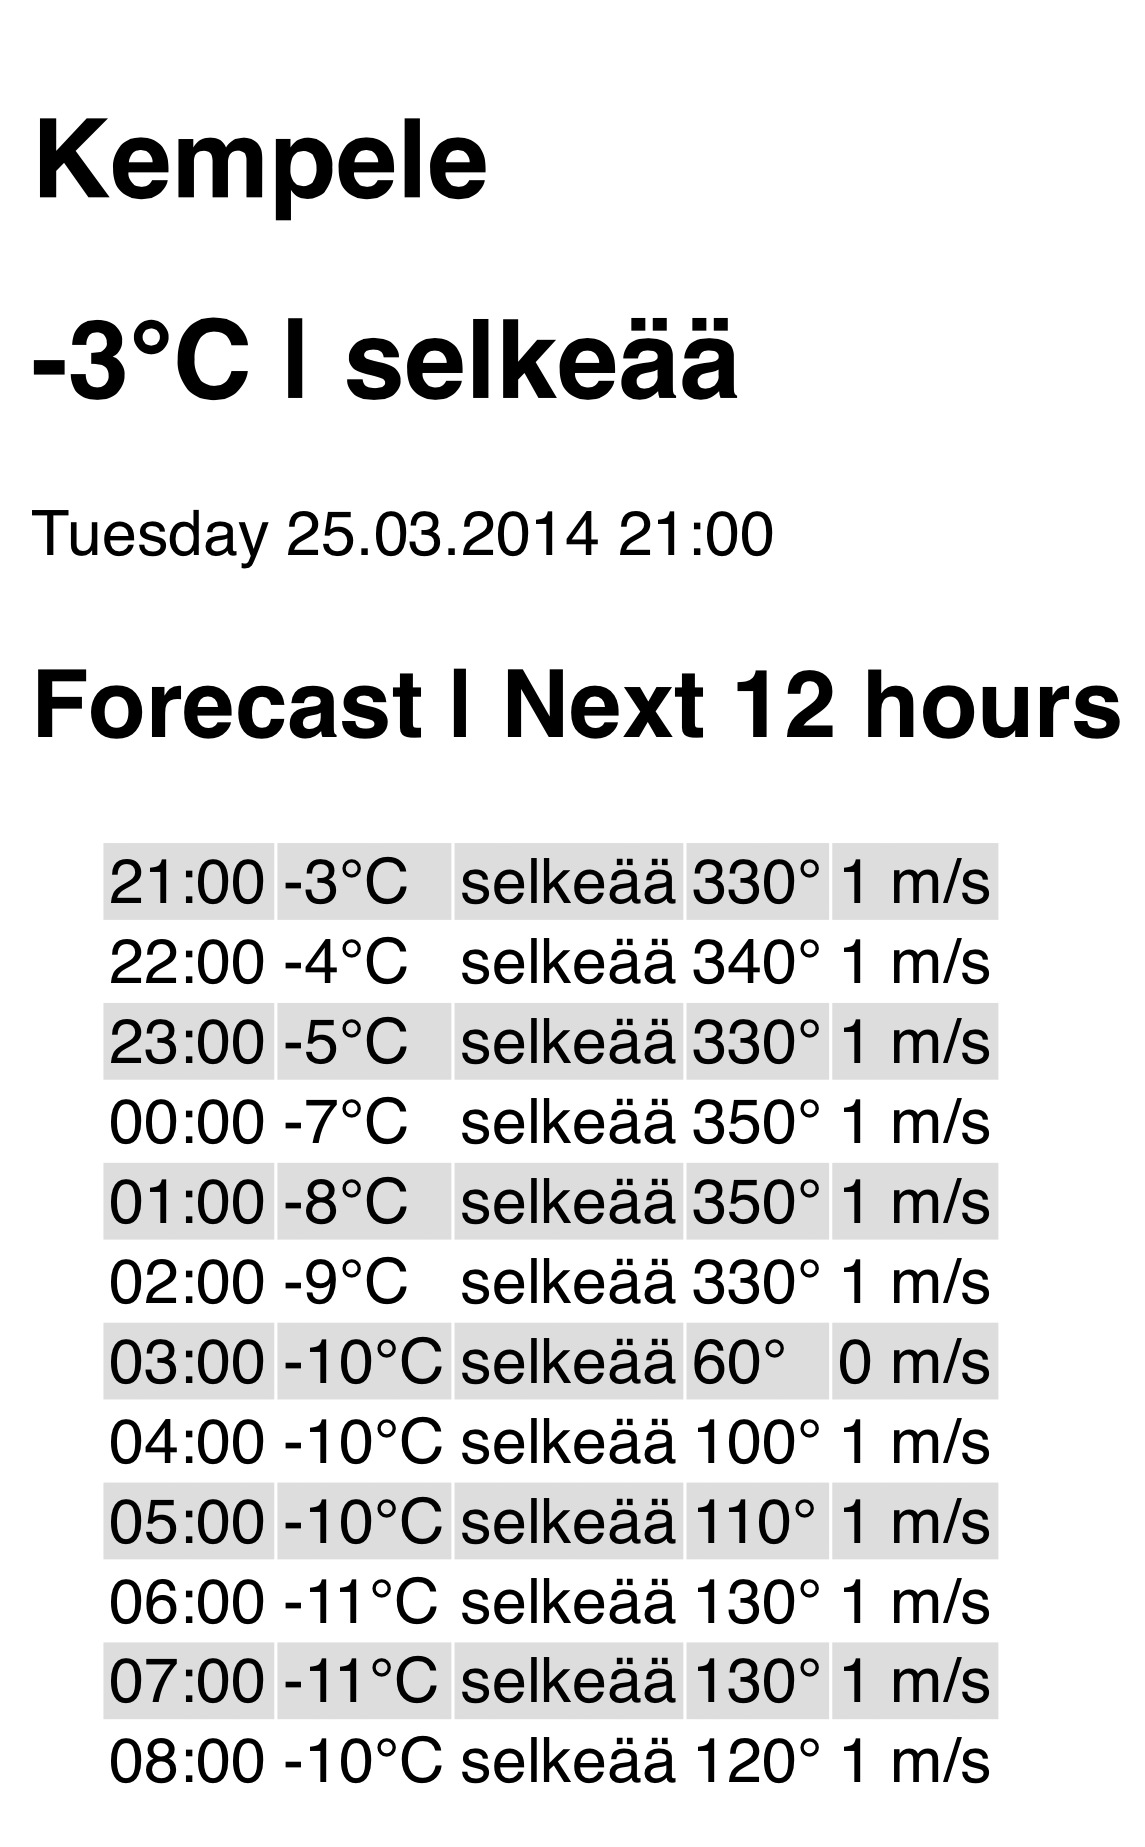 Kempele
-3°C | selkeää
Tuesday 25.03.2014 21:00
Forecast | Next 12 hours
21:00 -3°C selkeää 330° 1 m/s
22:00 -4°C selkeää 340° 1 m/s
23:00 -5°C selkeää 330° 1 m/s
00:00 -7°C selkeää 350° 1 m/s
01:00 -8°C selkeää 350° 1 m/s
02:00 -9°C selkeää 330° 1 m/s
03:00 -10°C selkeää 60° 0 m/s
04:00 -10°C selkeää 100° 1 m/s
05:00 -10°C selkeää 110° 1 m/s
06:00 -11°C selkeää 130° 1 m/s
07:00 -11°C selkeää 130° 1 m/s
08:00 -10°C selkeää 120° 1 m/s